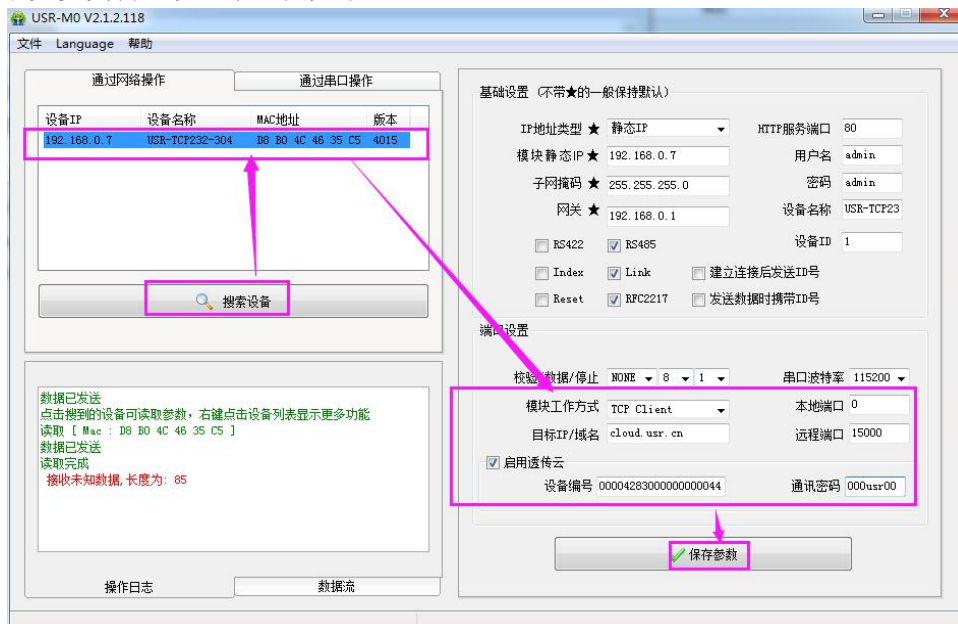 USR-M0 V2.1.2.118
文件 Language 帮助
通过网络操作 通过串口操作
设备IP 设备名称 MAC地址 版本
192.168.0.7 USR-TCP232-304 D8 B0 4C 46 35 C5 4015
搜索设备
数据已发送
点击搜到的设备可读取参数，右键点击设备列表显示更多功能
读取 [ Mac : D8 B0 4C 46 35 C5 ]
数据已发送
读取完成
接收未知数据,长度为: 85
操作日志 数据流
基础设置 (不带★的一般保持默认)
IP地址类型 ★ 静态IP HTTP服务端口 80
模块静态IP ★ 192.168.0.7 用户名 admin
子网掩码 ★ 255.255.255.0 密码 admin
网关 ★ 192.168.0.1 设备名称 USR-TCP23
RS422 RS485 设备ID 1
Index Link 建立连接后发送ID号
Reset RFC2217 发送数据时携带ID号
端口设置
校验/数据/停止 NONE 8 1 串口波特率 115200
模块工作方式 TCP Client 本地端口 0
目标IP/域名 cloud.usr.cn 远程端口 15000
启用透传云
设备编号 00004283000000000044 通讯密码 000usr00
保存参数